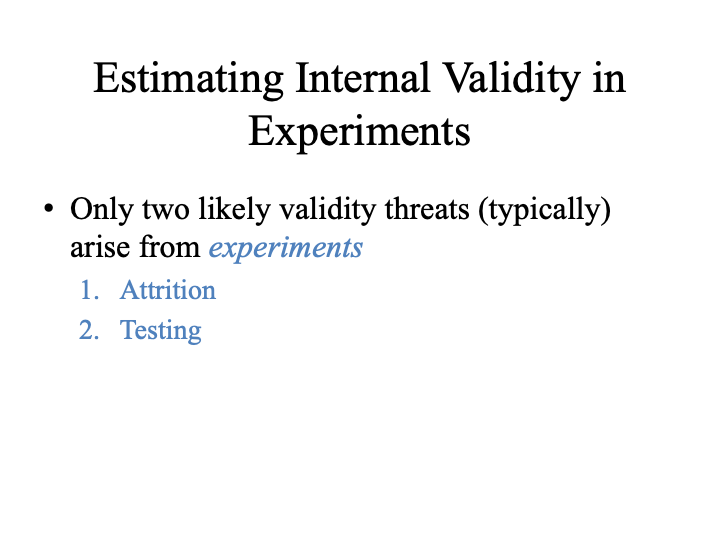 Estimating Internal Validity in
Experiments
• Only two likely validity threats (typically)
arise from experiments
1. Attrition
2. Testing